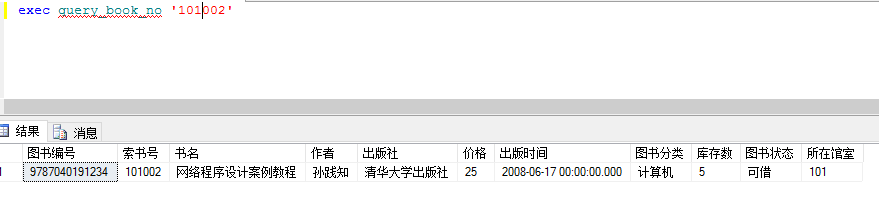 exec query_book_no '101002'
结果 消息
图书编号 索书号 书名 作者 出版社 价格 出版时间 图书分类 库存数 图书状态 所在馆室
1 9787040191234 101002 网络程序设计案例教程 孙践知 清华大学出版社 25 2008-06-17 00:00:00.000 计算机 5 可借 101